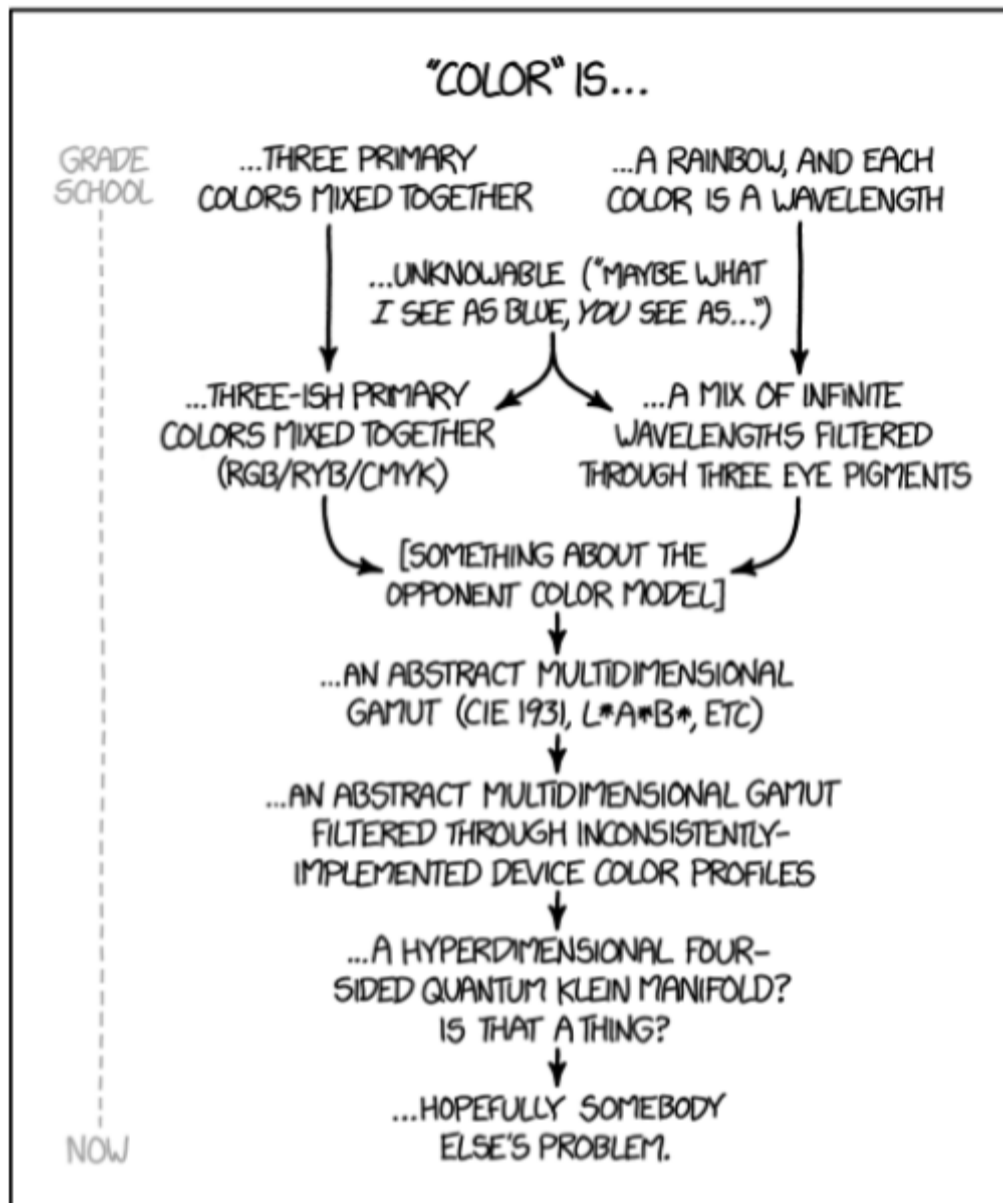 "COLOR" IS...
GRADE
SCHOOL
...THREE PRIMARY
COLORS MIXED TOGETHER
...A RAINBOW, AND EACH
COLOR IS A WAVELENGTH
...UNKNOWABLE ("MAYBE WHAT
I SEE AS BLUE, YOU SEE AS...")
...THREE-ISH PRIMARY
COLORS MIXED TOGETHER
(RGB/RYB/CMYK)
...A MIX OF INFINITE
WAVELENGTHS FILTERED
THROUGH THREE EYE PIGMENTS
[SOMETHING ABOUT THE
OPPONENT COLOR MODEL]
...AN ABSTRACT MULTIDIMENSIONAL
GAMUT (CIE 1931, L*A*B*, ETC)
...AN ABSTRACT MULTIDIMENSIONAL GAMUT
FILTERED THROUGH INCONSISTENTLY-
IMPLEMENTED DEVICE COLOR PROFILES
...A HYPERDIMENSIONAL FOUR-
SIDED QUANTUM KLEIN MANIFOLD?
IS THAT A THING?
...HOPEFULLY SOMEBODY
ELSE'S PROBLEM.
NOW